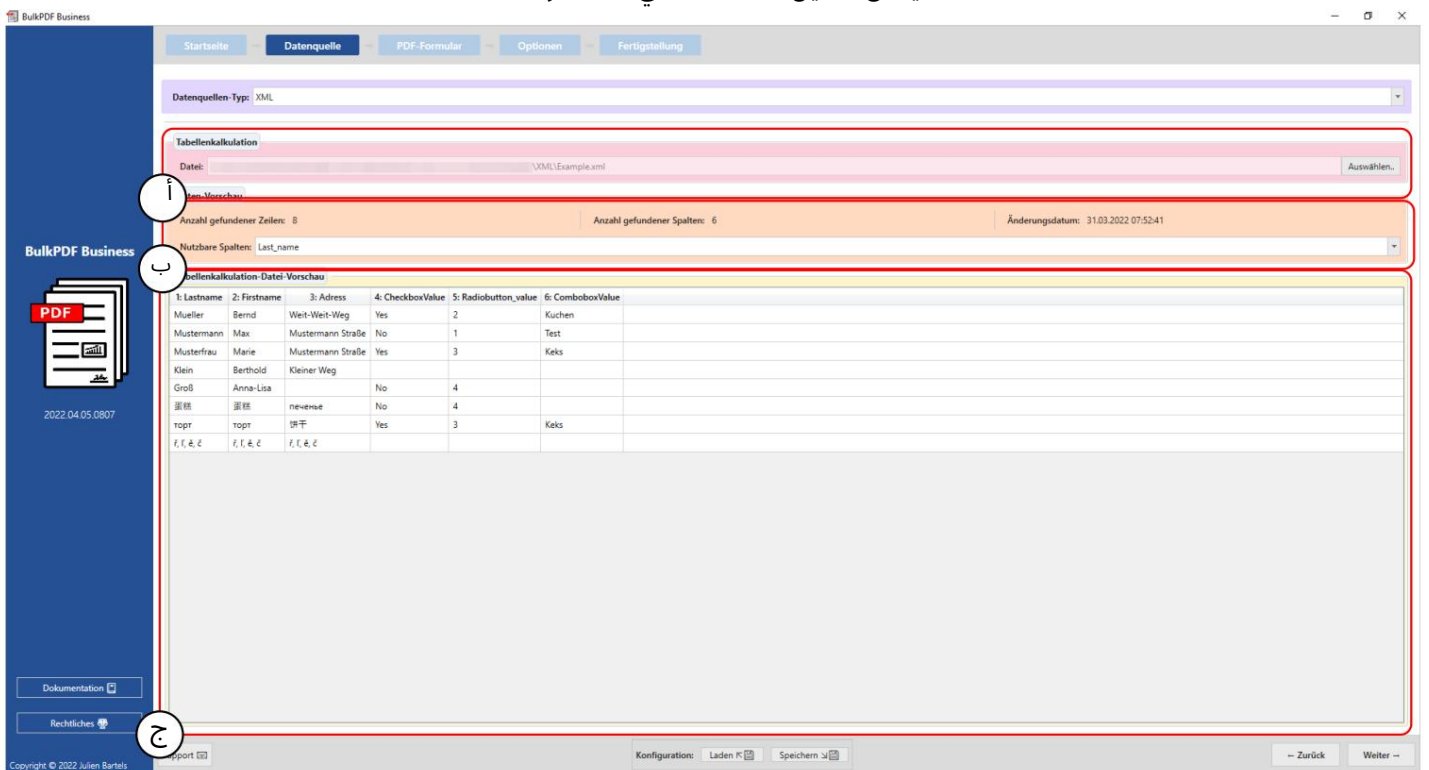 BulkPDF Business
Startseite Datenquelle PDF-Formular Optionen Fertigstellung
Datenquellen-Typ: XML
Tabellenkalkulation
Datei: \XML\Example.xml Auswählen..
أ
Anzahl gefundener Zeilen: 8 Anzahl gefundener Spalten: 6 Änderungsdatum: 31.03.2022 07:52:41
Nutzbare Spalten: Last_name
ب
BulkPDF Business
PDF
2022.04.05.0807
Tabellenkalkulation-Datei-Vorschau
1: Lastname 2: Firstname 3: Adress 4: CheckboxValue 5: Radiobutton_value 6: ComboboxValue
Mueller Bernd Weit-Weit-Weg Yes 2 Kuchen
Mustermann Max Mustermann Straße No 1 Test
Musterfrau Marie Mustermann Straße Yes 3 Keks
Klein Berthold Kleiner Weg
Groß Anna-Lisa No 4
蛋糕 蛋糕 печенье No 4
торт торт 饼干 Yes 3 Keks
Dokumentation
Rechtliches
ج
Copyright © 2022 Julien Bartels
Konfiguration: Laden Speichern
← Zurück Weiter →